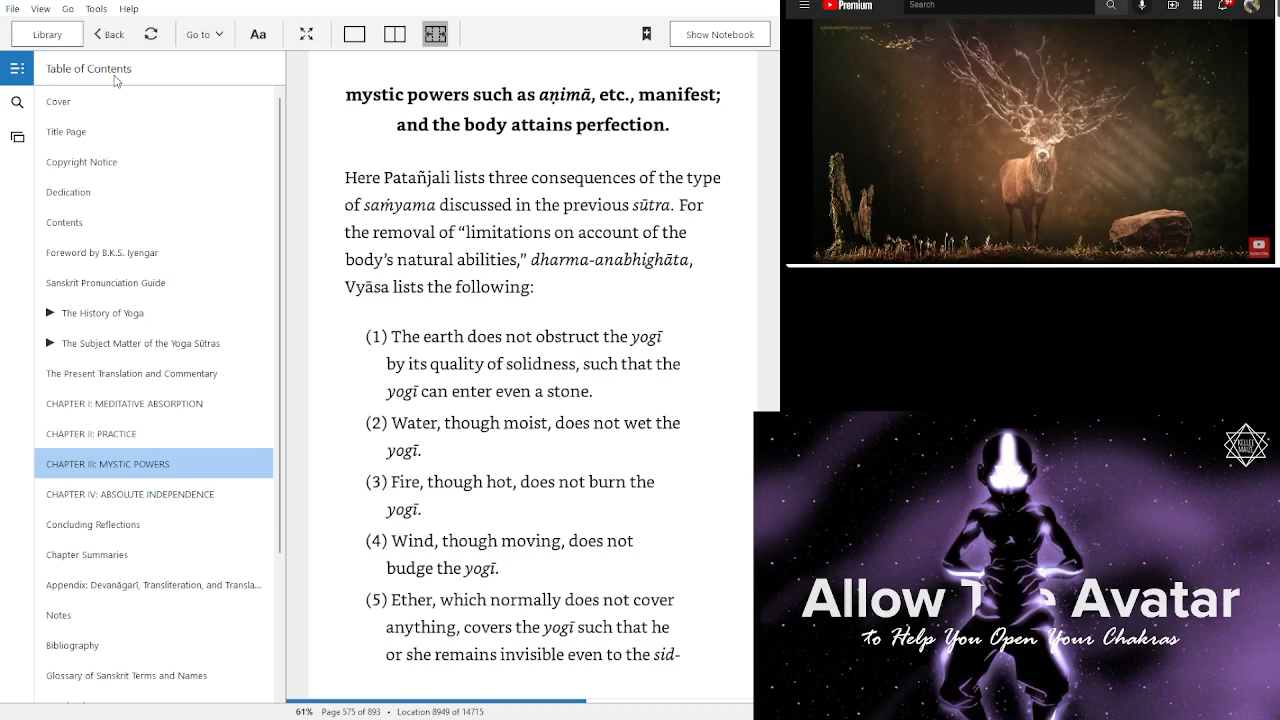 File View Go Tools Help
Library Back Go to Aa Show Notebook
Table of Contents
Cover
Title Page
Copyright Notice
Dedication
Contents
Foreword by B.K.S. Iyengar
Sanskrit Pronunciation Guide
The History of Yoga
The Subject Matter of the Yoga Sūtras
The Present Translation and Commentary
CHAPTER I: MEDITATIVE ABSORPTION
CHAPTER II: PRACTICE
CHAPTER III: MYSTIC POWERS
CHAPTER IV: ABSOLUTE INDEPENDENCE
Concluding Reflections
Chapter Summaries
Appendix: Devanāgarī, Transliteration, and Transla...
Notes
Bibliography
Glossary of Sanskrit Terms and Names
mystic powers such as aṇimā, etc., manifest;
and the body attains perfection.
Here Patañjali lists three consequences of the type
of saṁyama discussed in the previous sūtra. For
the removal of “limitations on account of the
body’s natural abilities,” dharma-anabhighāta,
Vyāsa lists the following:
(1) The earth does not obstruct the yogī
by its quality of solidness, such that the
yogī can enter even a stone.
(2) Water, though moist, does not wet the
yogī.
(3) Fire, though hot, does not burn the
yogī.
(4) Wind, though moving, does not
budge the yogī.
(5) Ether, which normally does not cover
anything, covers the yogī such that he
or she remains invisible even to the sid-
61% Page 575 of 893 • Location 8949 of 14715
Premium Search 9+
Subscribe
Allow T e Avatar
to Help You Open Your Chakras